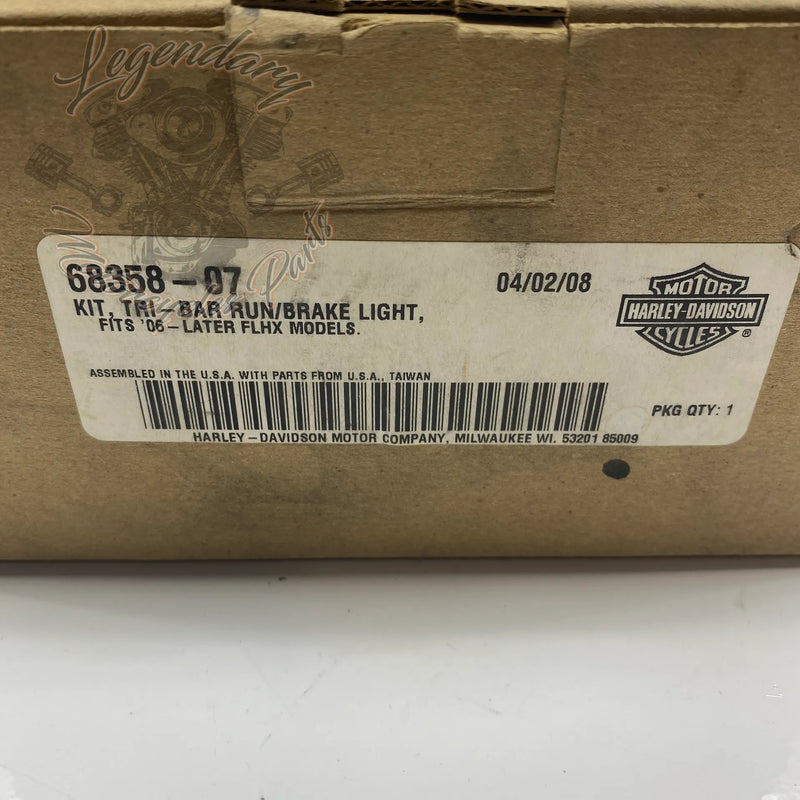 Legendary
Parts
68358-07
04/02/08
KIT, TRI-BAR RUN/BRAKE LIGHT,
FITS '06-LATER FLHX MODELS.
MOTOR
HARLEY-DAVIDSON
CYCLES
®
ASSEMBLED IN THE U.S.A. WITH PARTS FROM U.S.A., TAIWAN
PKG QTY: 1
HARLEY-DAVIDSON MOTOR COMPANY, MILWAUKEE WI. 53201 85009